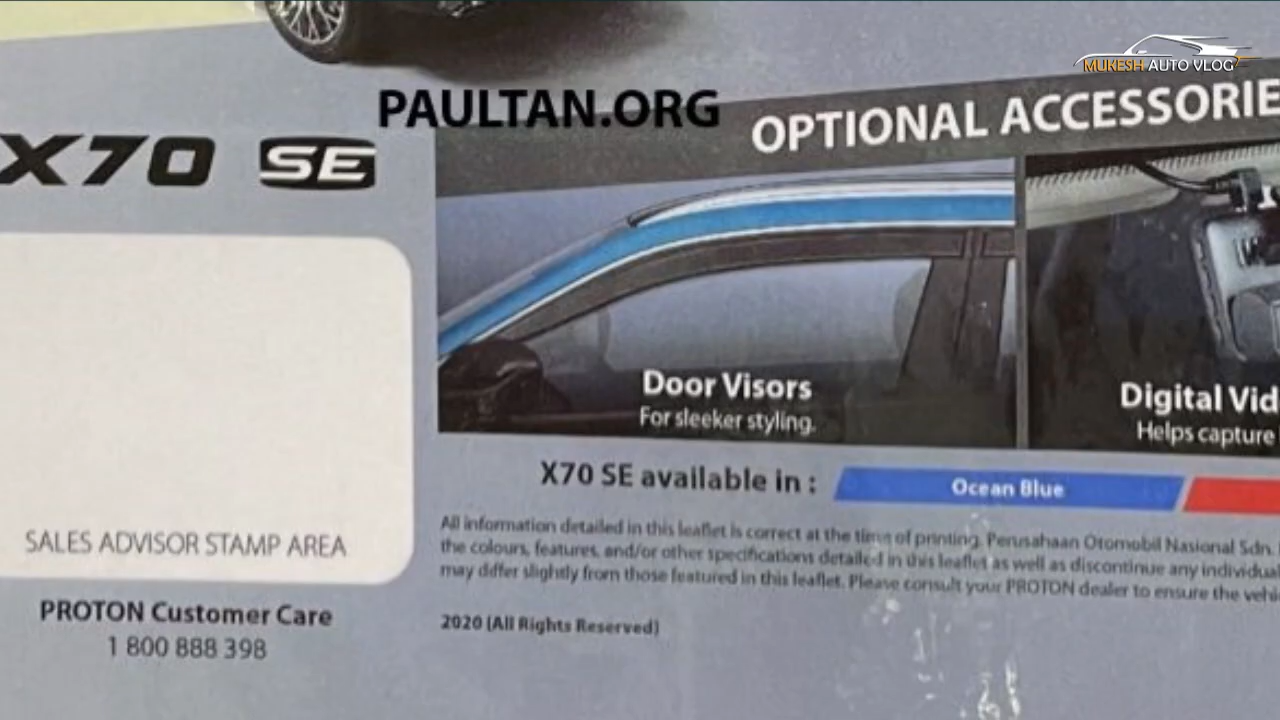 MUKESH AUTO VLOG
PAULTAN.ORG
OPTIONAL ACCESSORIE
X70 SE
Door Visors
For sleeker styling.
Digital Vid
Helps capture
X70 SE available in :
Ocean Blue
SALES ADVISOR STAMP AREA
All information detailed in this leaflet is correct at the time of printing. Perusahaan Otomobil Nasional Sdn.
the colours, features, and/or other specifications detailed in this leaflet as well as discontinue any individual
may differ slightly from those featured in this leaflet. Please consult your PROTON dealer to ensure the vehi
PROTON Customer Care
1 800 888 398
2020 (All Rights Reserved)